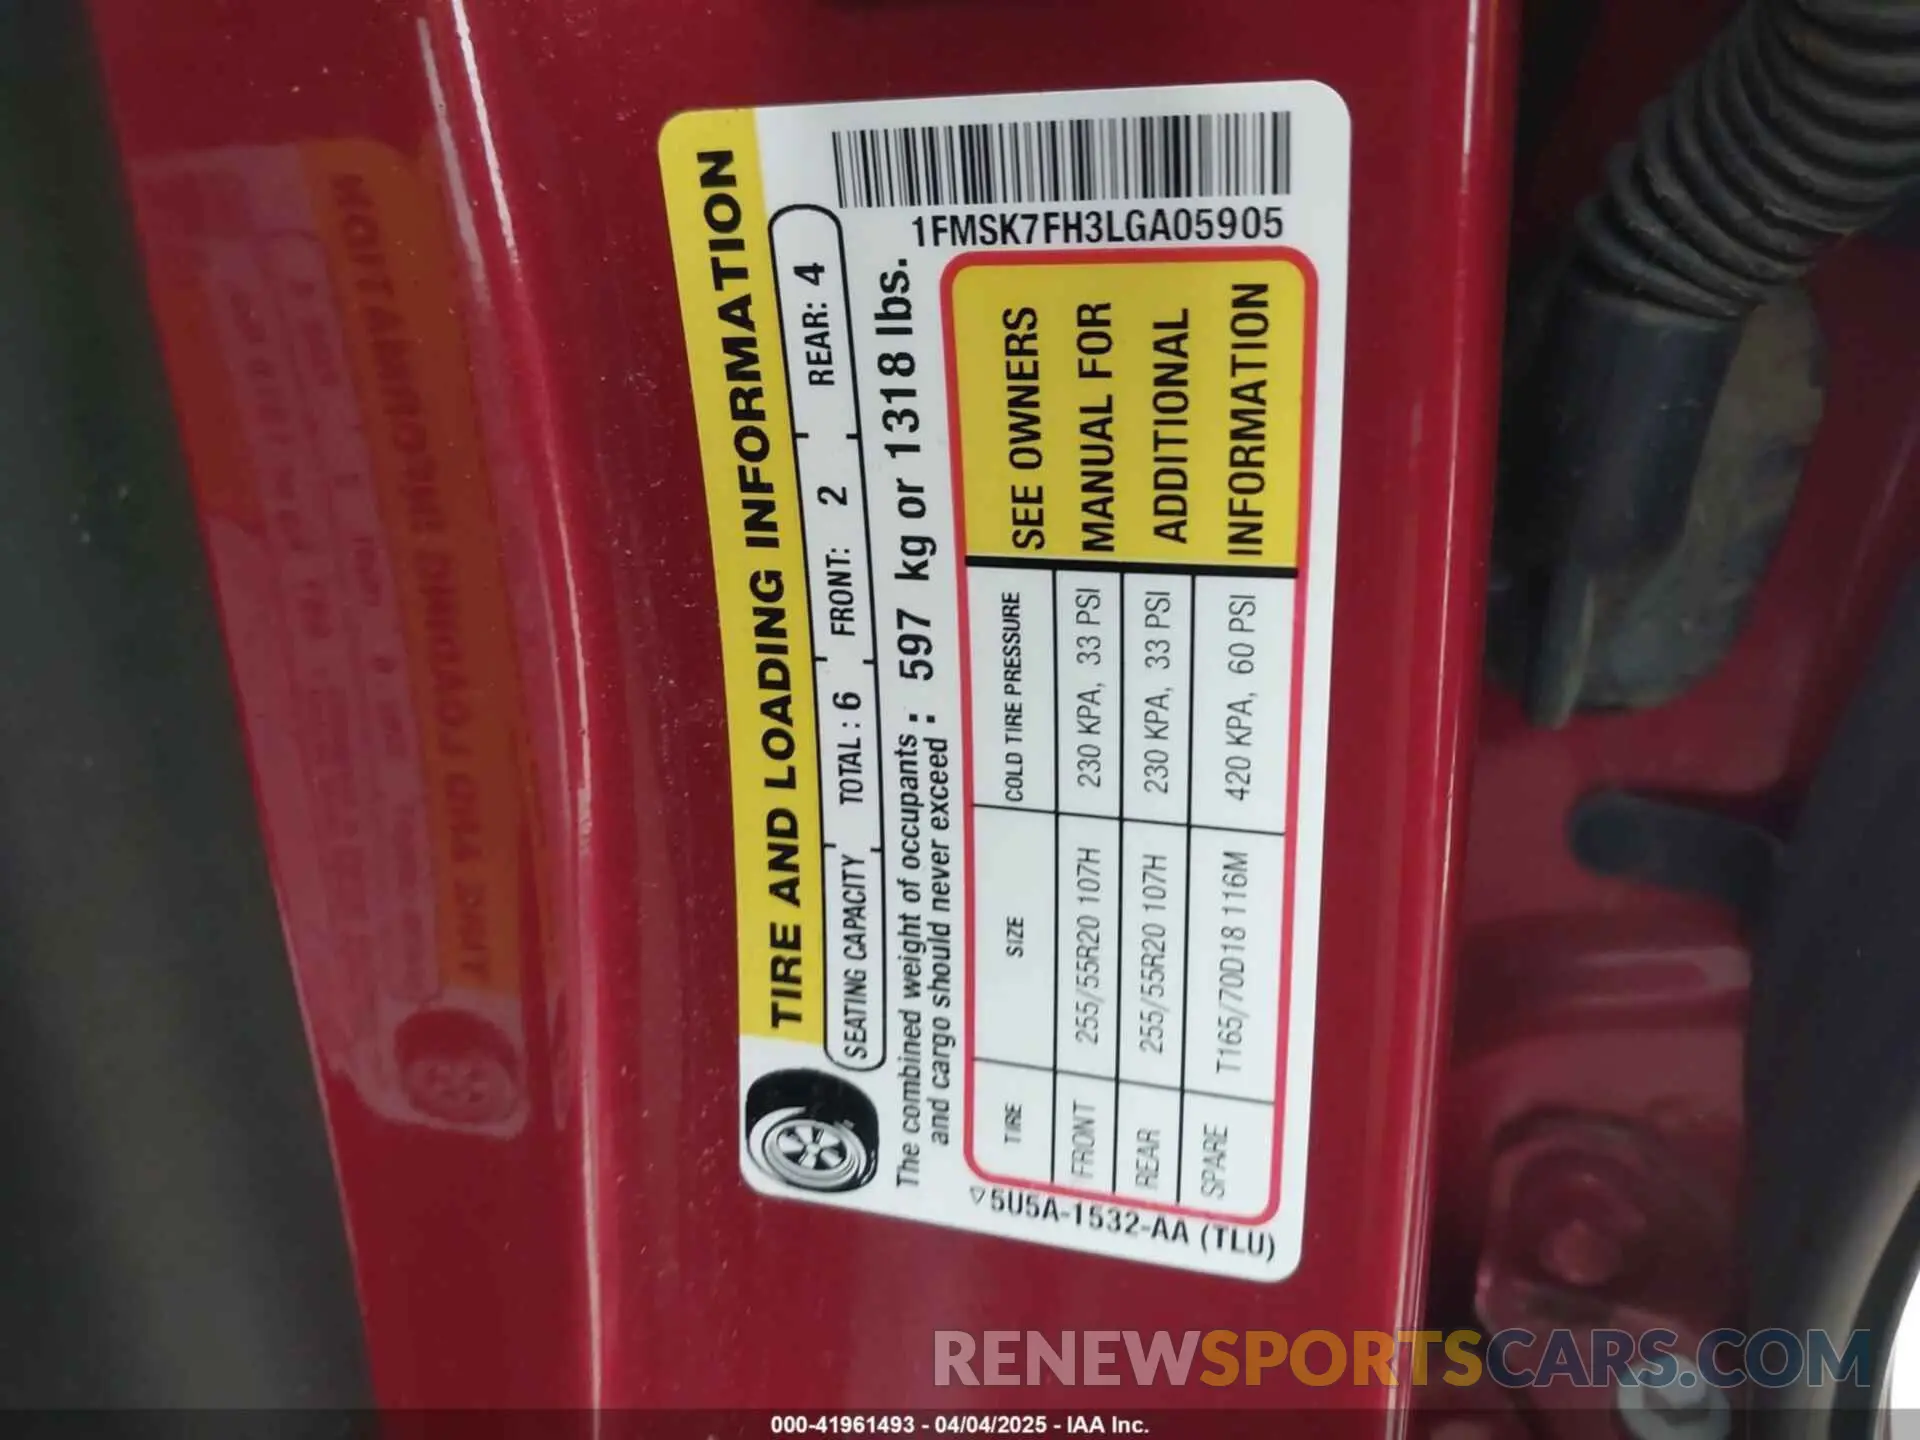 TIRE AND LOADING INFORMATION
SEATING CAPACITY TOTAL : 6 FRONT: 2 REAR: 4
The combined weight of occupants and cargo should never exceed : 597 kg or 1318 lbs.
1FMSK7FH3LGA05905
TIRE SIZE COLD TIRE PRESSURE
FRONT 255/55R20 107H 230 KPA, 33 PSI
REAR 255/55R20 107H 230 KPA, 33 PSI
SPARE T165/70D18 116M 420 KPA, 60 PSI
SEE OWNERS
MANUAL FOR
ADDITIONAL
INFORMATION
5U5A-1532-AA (TLU)
RENEWSPORTSCARS.COM
000-41961493 - 04/04/2025 - IAA Inc.